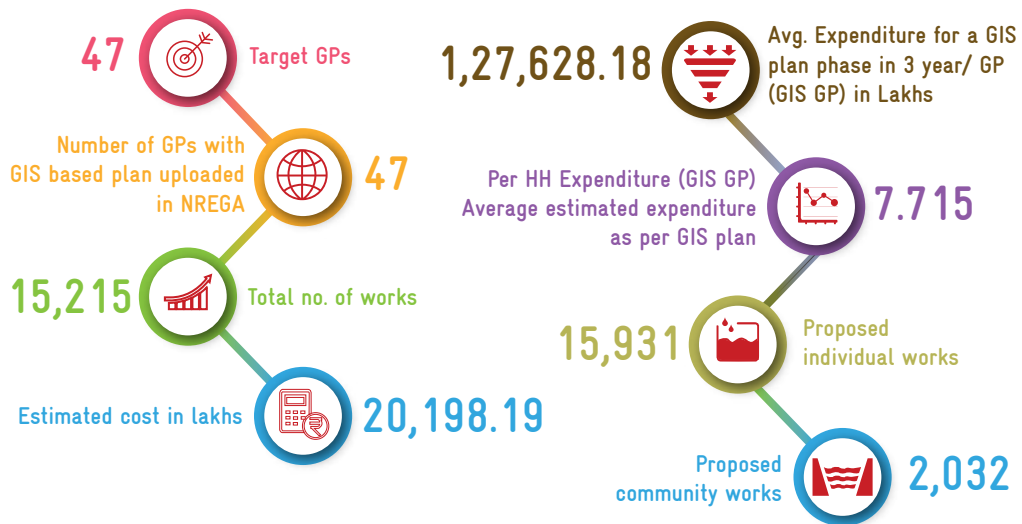 47
Target GPs
Number of GPs with
GIS based plan uploaded
in NREGA
47
15,215
Total no. of works
Estimated cost in lakhs
20,198.19
1,27,628.18
Avg. Expenditure for a GIS
plan phase in 3 year/ GP
(GIS GP) in Lakhs
Per HH Expenditure (GIS GP)
Average estimated expenditure
as per GIS plan
7.715
15,931
Proposed
individual works
Proposed
community works
2,032